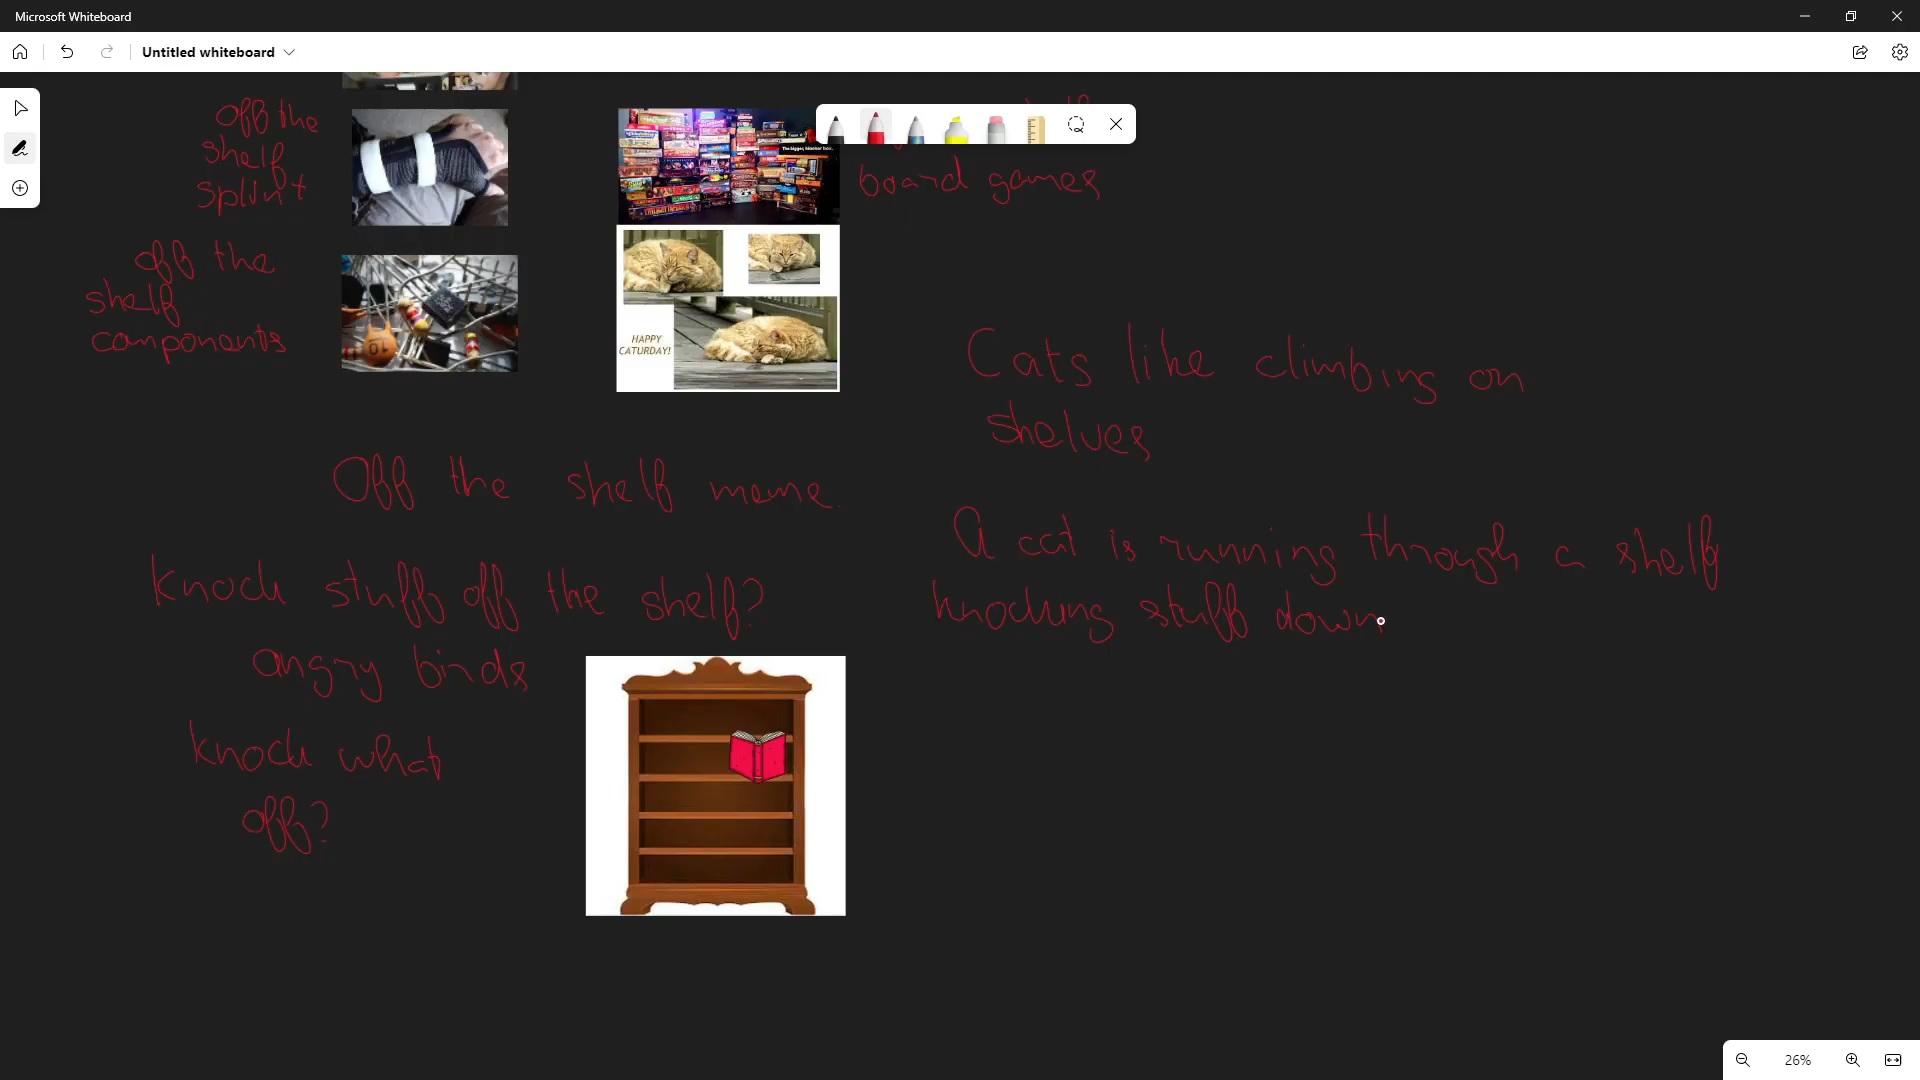 Microsoft Whiteboard
Untitled whiteboard
off the
shelf
splint
board games
off the
shelf
components
HAPPY
CATURDAY!
Cats like climbing on
shelves
Off the shelf meme.
A cat is running through a shelf
knocking stuff down
Knock stuff off the shelf?
angry birds
knock what
off?
26%